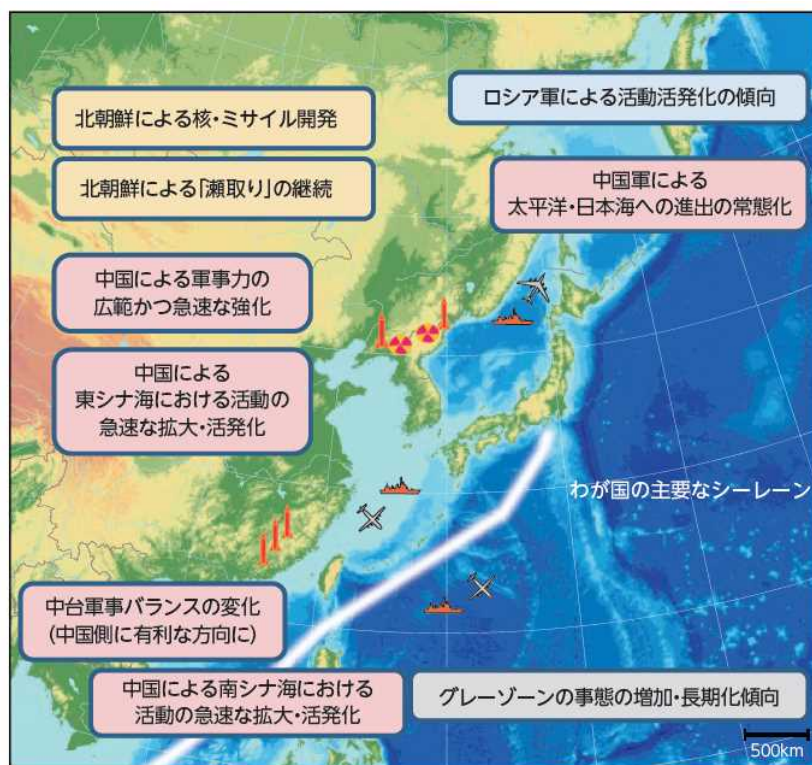 北朝鮮による核・ミサイル開発
北朝鮮による「瀬取り」の継続
ロシア軍による活動活発化の傾向
中国軍による
太平洋・日本海への進出の常態化
中国による軍事力の
広範かつ急速な強化
中国による
東シナ海における活動の
急速な拡大・活発化
わが国の主要なシーレーン
中台軍事バランスの変化
(中国側に有利な方向に)
中国による南シナ海における
活動の急速な拡大・活発化
グレーゾーンの事態の増加・長期化傾向
500km